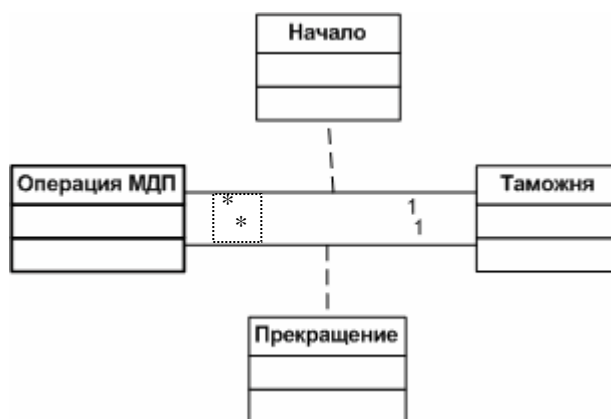 Начало
Операция МДП
Таможня
* 1
* 1
Прекращение